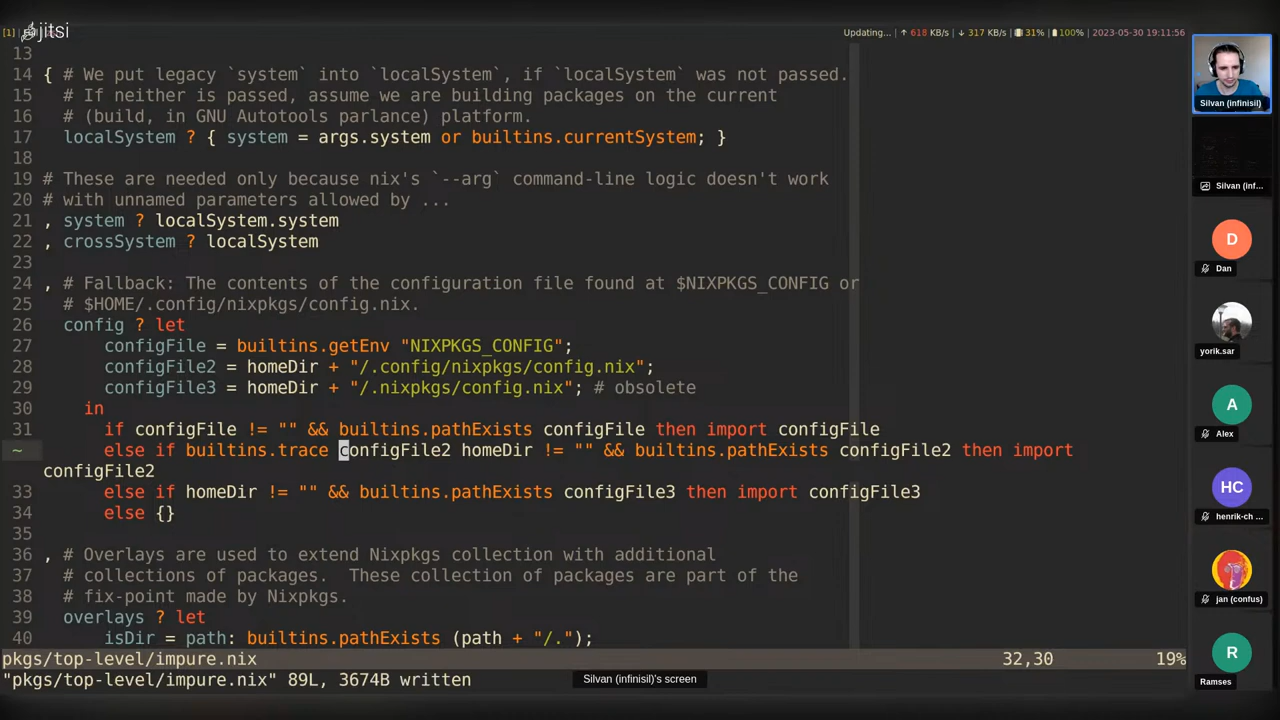 jitsi
[1]
Updating... | ↑ 618 KB/s | ↓ 317 KB/s | 31% | 100% | 2023-05-30 19:11:56
13
14 { # We put legacy `system` into `localSystem`, if `localSystem` was not passed.
15 # If neither is passed, assume we are building packages on the current
16 # (build, in GNU Autotools parlance) platform.
17 localSystem ? { system = args.system or builtins.currentSystem; }
18
19 # These are needed only because nix's `--arg` command-line logic doesn't work
20 # with unnamed parameters allowed by ...
21 , system ? localSystem.system
22 , crossSystem ? localSystem
23
24 , # Fallback: The contents of the configuration file found at $NIXPKGS_CONFIG or
25 # $HOME/.config/nixpkgs/config.nix.
26 config ? let
27 configFile = builtins.getEnv "NIXPKGS_CONFIG";
28 configFile2 = homeDir + "/.config/nixpkgs/config.nix";
29 configFile3 = homeDir + "/.nixpkgs/config.nix"; # obsolete
30 in
31 if configFile != "" && builtins.pathExists configFile then import configFile
~ else if builtins.trace configFile2 homeDir != "" && builtins.pathExists configFile2 then import
configFile2
33 else if homeDir != "" && builtins.pathExists configFile3 then import configFile3
34 else {}
35
36 , # Overlays are used to extend Nixpkgs collection with additional
37 # collections of packages.  These collection of packages are part of the
38 # fix-point made by Nixpkgs.
39 overlays ? let
40 isDir = path: builtins.pathExists (path + "/.");
pkgs/top-level/impure.nix 32,30 19%
"pkgs/top-level/impure.nix" 89L, 3674B written
Silvan (infinisil)'s screen
Silvan (infinisil)
Silvan (inf...
D
Dan
yorik.sar
A
Alex
HC
henrik-ch ...
jan (confus)
R
Ramses